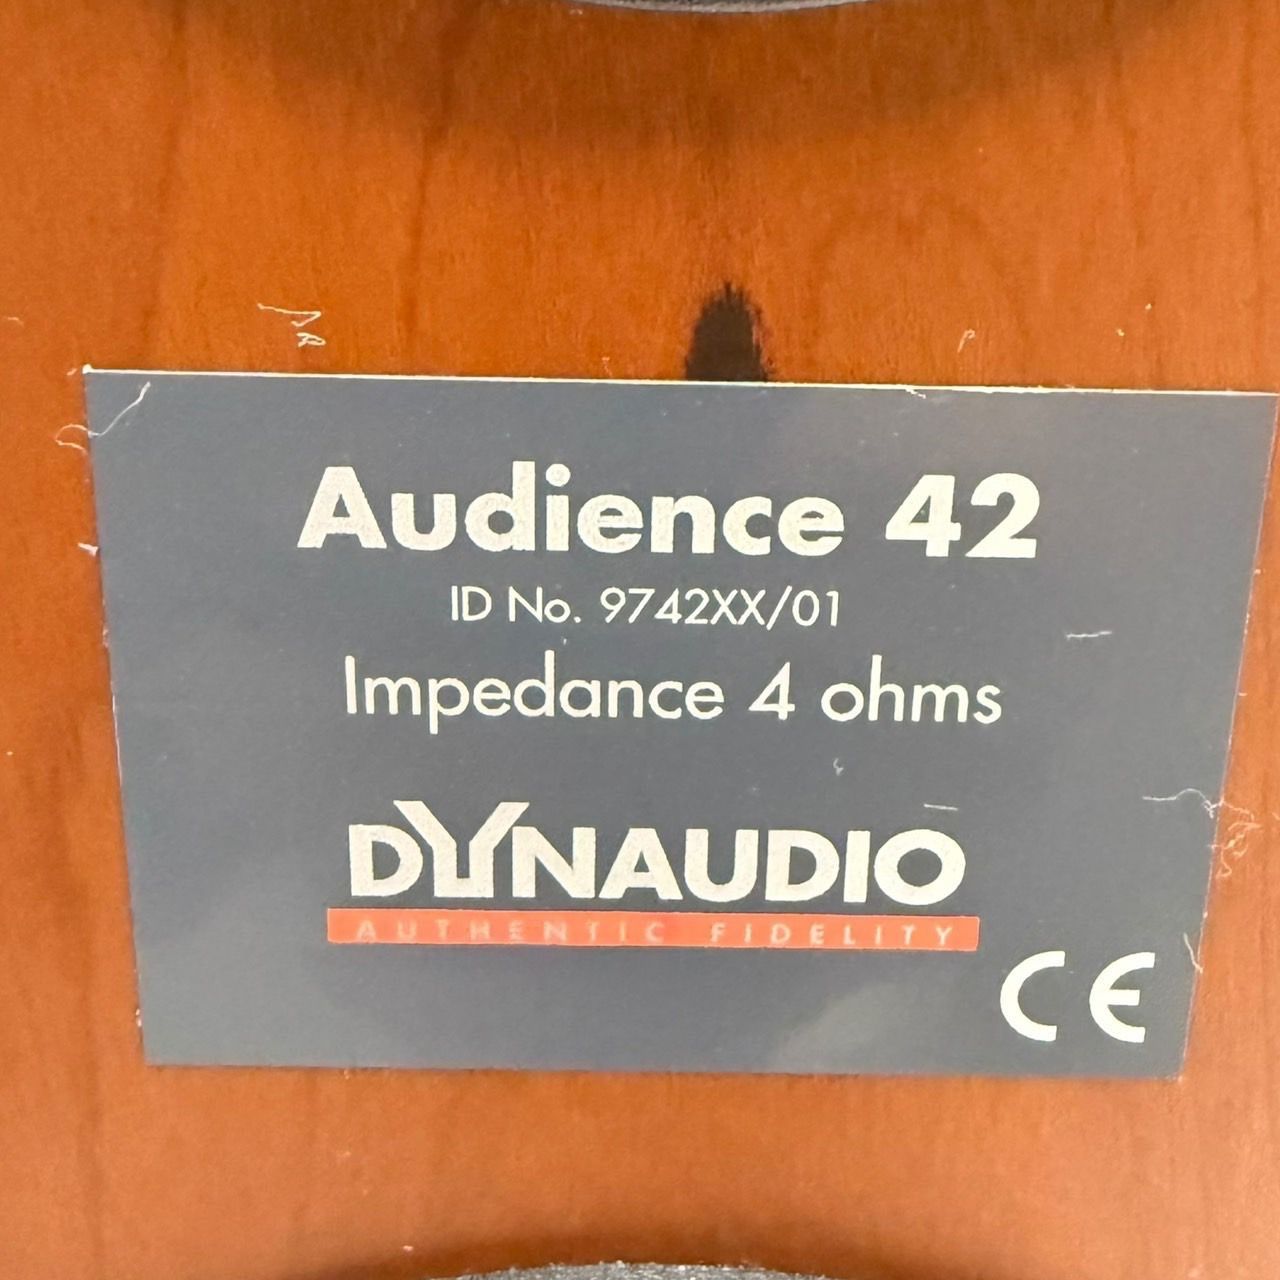 Audience 42
ID No. 9742XX/01
Impedance 4 ohms
DYNAUDIO
AUTHENTIC FIDELITY
CE